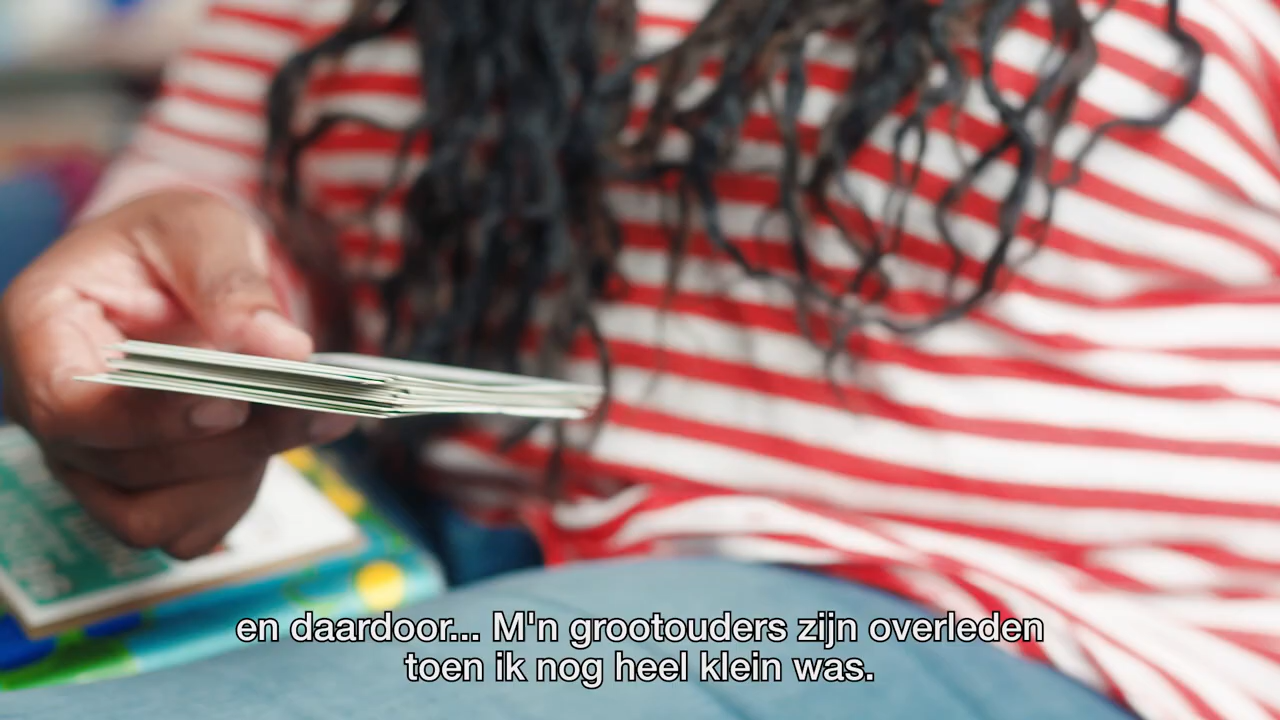 en daardoor... M'n grootouders zijn overleden
toen ik nog heel klein was.